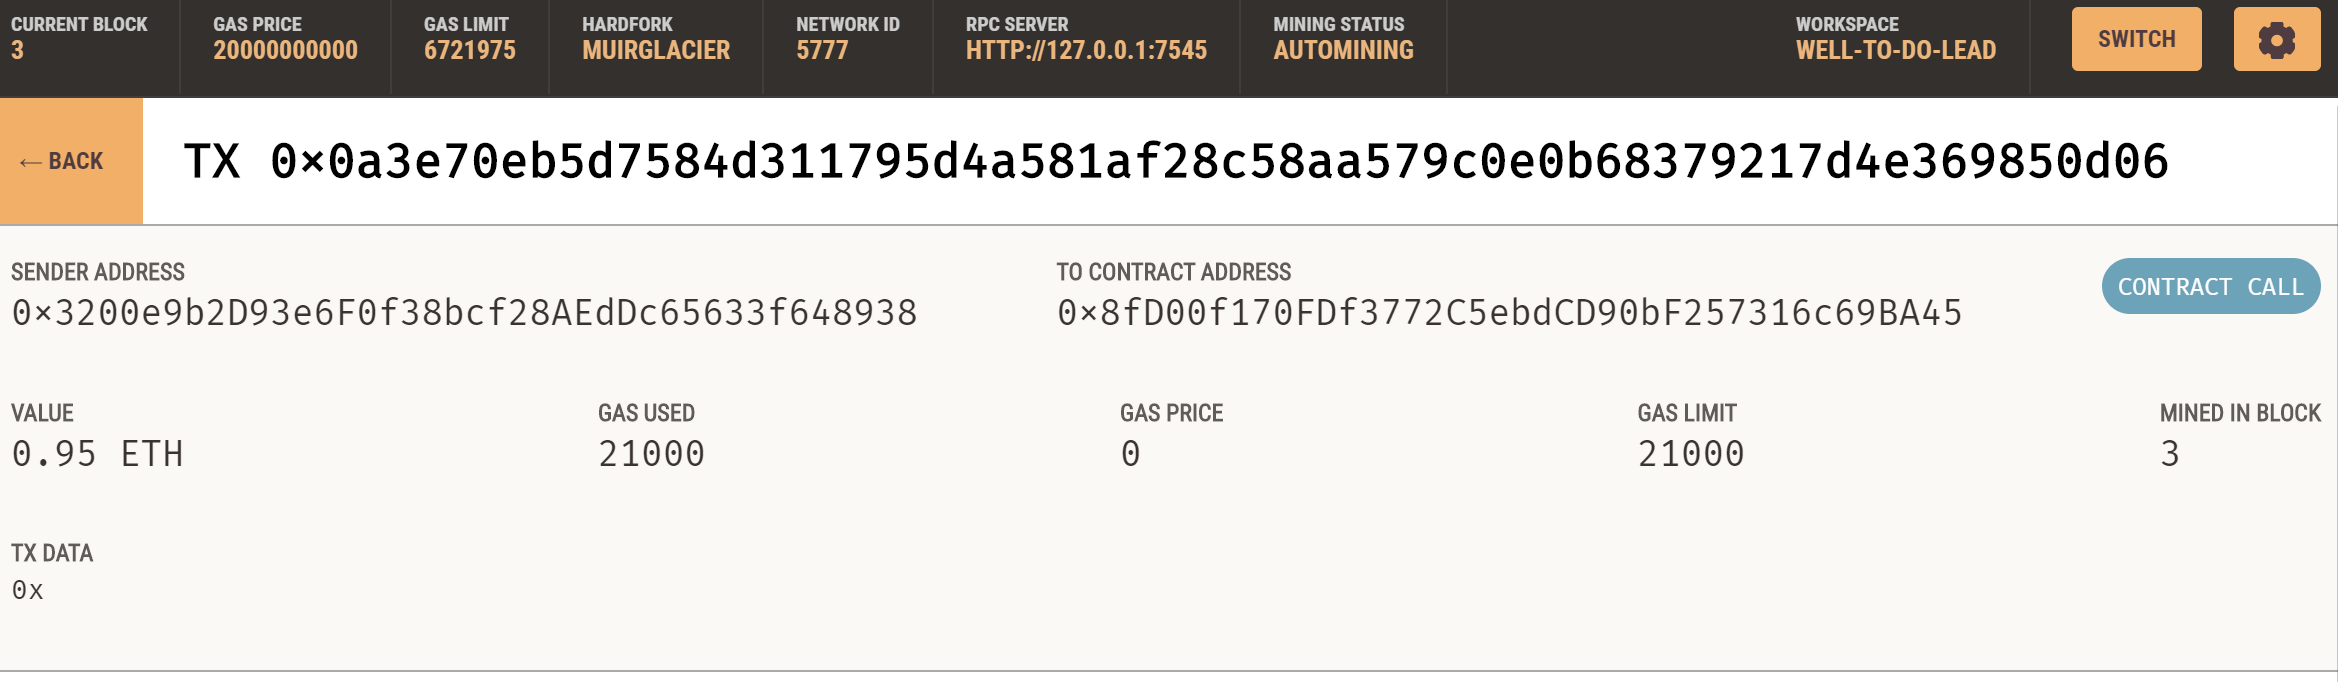 CURRENT BLOCK GAS PRICE GAS LIMIT HARDFORK NETWORK ID RPC SERVER MINING STATUS WORKSPACE
3 20000000000 6721975 MUIRGLACIER 5777 HTTP://127.0.0.1:7545 AUTOMINING WELL-TO-DO-LEAD SWITCH
← BACK TX 0×0a3e70eb5d7584d311795d4a581af28c58aa579c0e0b68379217d4e369850d06
SENDER ADDRESS TO CONTRACT ADDRESS
0×3200e9b2D93e6F0f38bcf28AEdDc65633f648938 0×8fD00f170FDf3772C5ebdCD90bF257316c69BA45 CONTRACT CALL
VALUE GAS USED GAS PRICE GAS LIMIT MINED IN BLOCK
0.95 ETH 21000 0 21000 3
TX DATA
0x